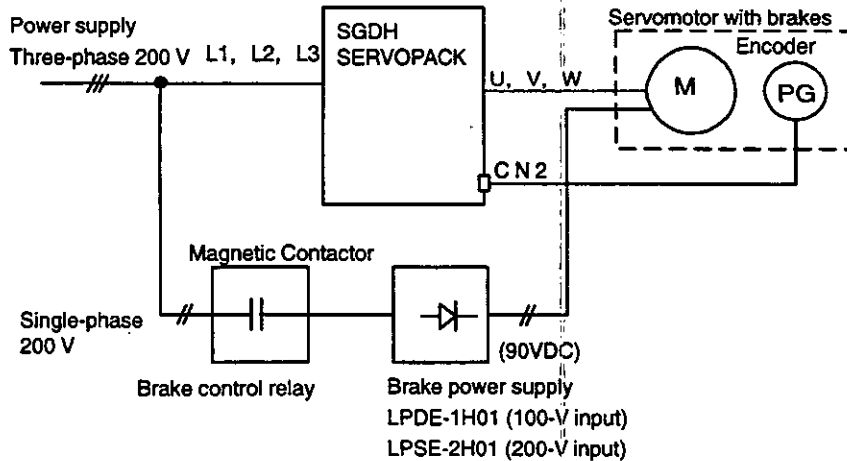 Power supply
Three-phase 200 V
L1, L2, L3
SGDH
SERVOPACK
U, V, W
Servomotor with brakes
Encoder
M
PG
CN2
Magnetic Contactor
Single-phase
200 V
(90VDC)
Brake control relay
Brake power supply
LPDE-1H01 (100-V input)
LPSE-2H01 (200-V input)